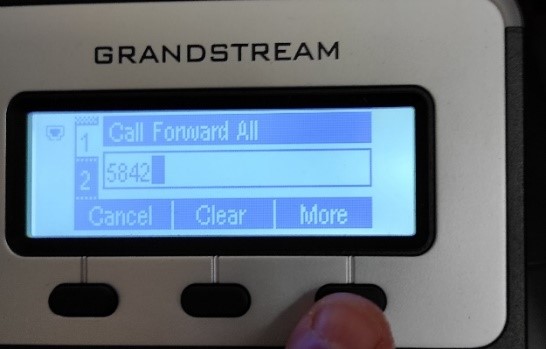 GRANDSTREAM
1 Call Forward All
2 5842
Cancel Clear More